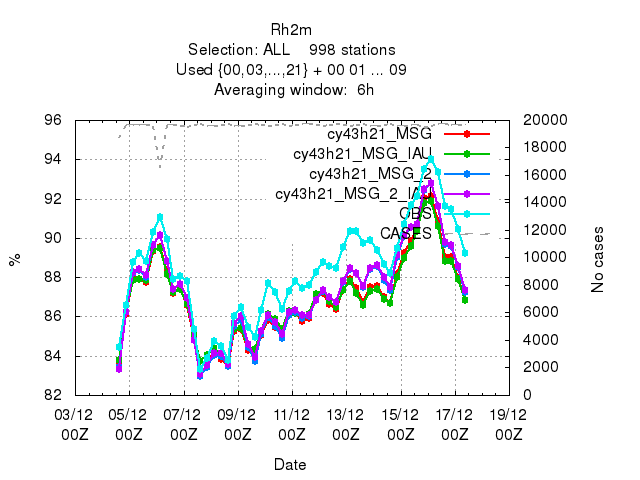 Rh2m
Selection: ALL    998 stations
Used {00,03,...,21} + 00 01 ... 09
Averaging window:  6h
96 20000
cy43h21_MSG
18000
94 cy43h21_MSG_IAU
16000
cy43h21_MSG_2
92 cy43h21_MSG_2_IAU 14000
OBS
12000
90 CASES
% 10000 No cases
88 8000
86 6000
4000
84 2000
82 0
03/12 05/12 07/12 09/12 11/12 13/12 15/12 17/12 19/12
00Z 00Z 00Z 00Z 00Z 00Z 00Z 00Z 00Z
Date